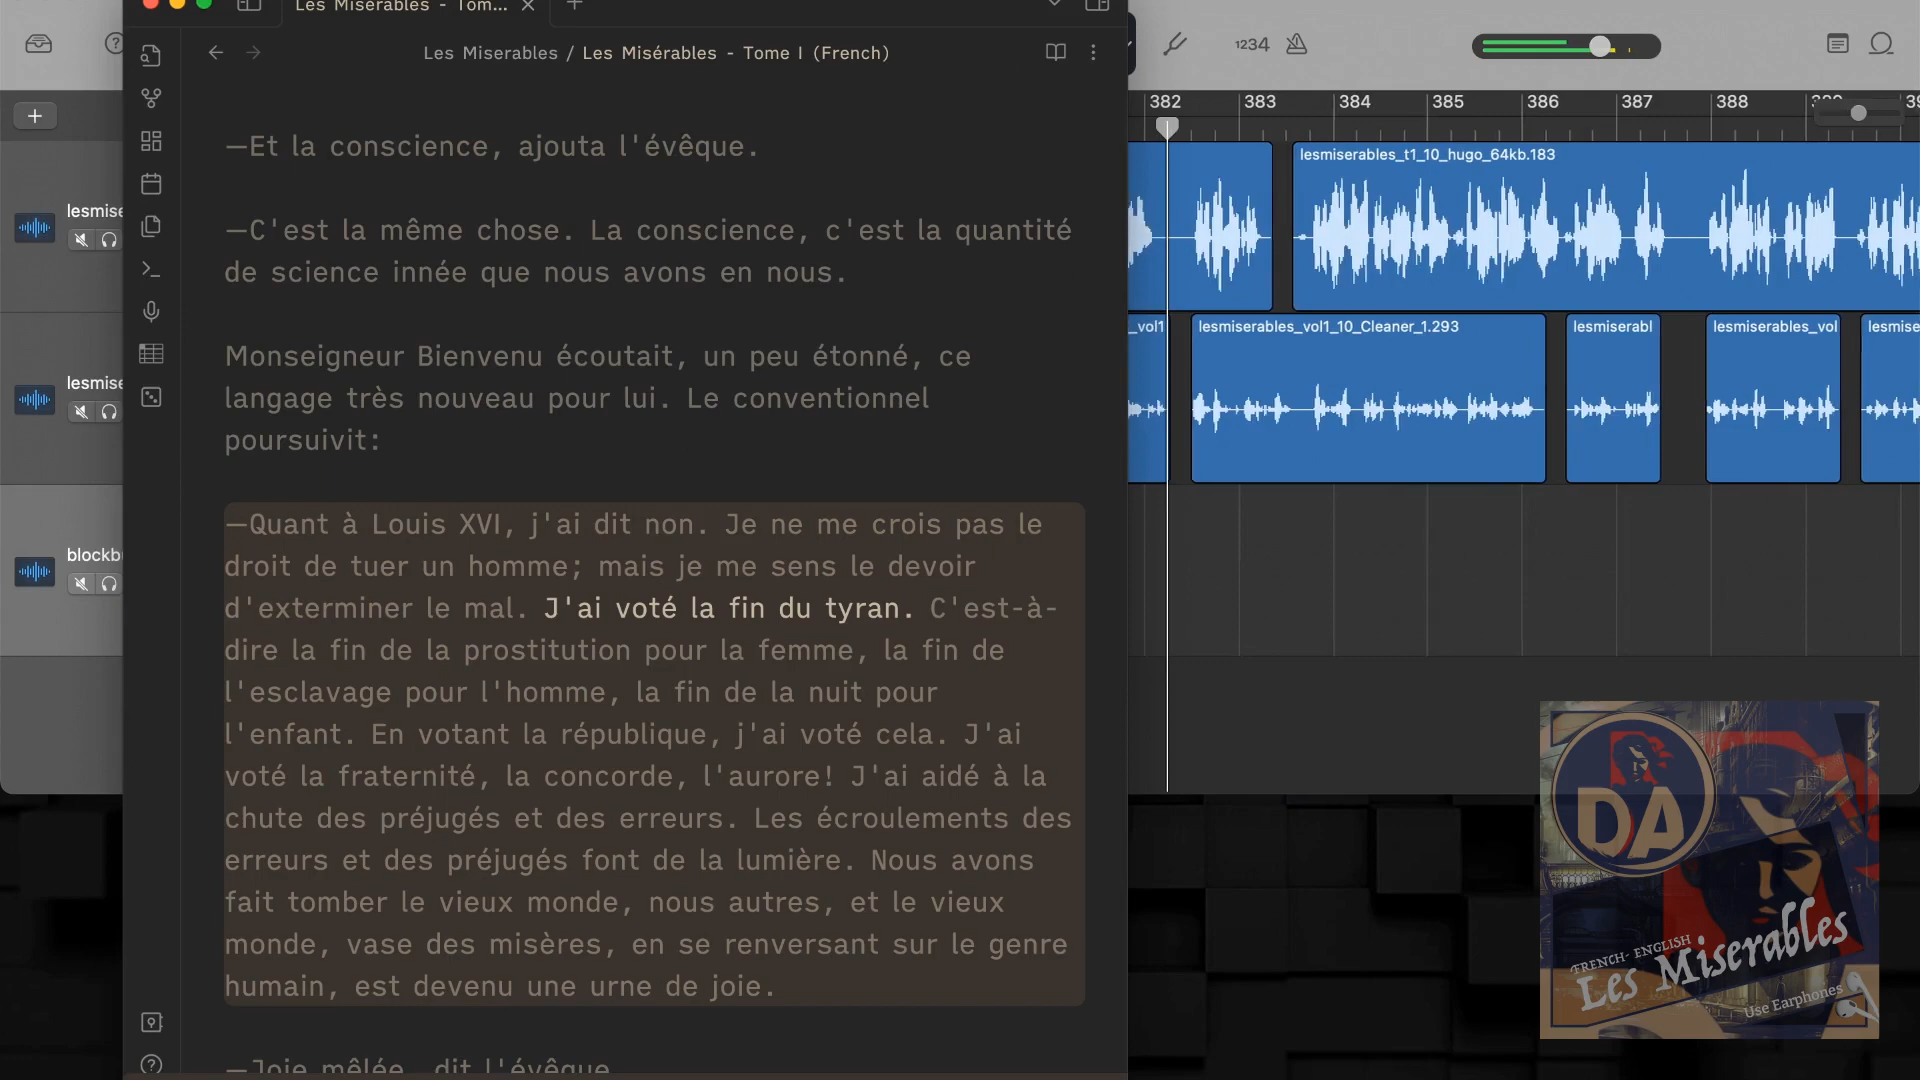 Les Miserables - Tom...
Les Miserables / Les Misérables - Tome I (French)
—Et la conscience, ajouta l'évêque.
—C'est la même chose. La conscience, c'est la quantité
de science innée que nous avons en nous.
Monseigneur Bienvenu écoutait, un peu étonné, ce
langage très nouveau pour lui. Le conventionnel
poursuivit:
—Quant à Louis XVI, j'ai dit non. Je ne me crois pas le
droit de tuer un homme; mais je me sens le devoir
d'exterminer le mal. J'ai voté la fin du tyran. C'est-à-
dire la fin de la prostitution pour la femme, la fin de
l'esclavage pour l'homme, la fin de la nuit pour
l'enfant. En votant la république, j'ai voté cela. J'ai
voté la fraternité, la concorde, l'aurore! J'ai aidé à la
chute des préjugés et des erreurs. Les écroulements des
erreurs et des préjugés font de la lumière. Nous avons
fait tomber le vieux monde, nous autres, et le vieux
monde, vase des misères, en se renversant sur le genre
humain, est devenu une urne de joie.
—Joie mêlée, dit l'évêque.
lesmise
lesmise
blockb
1234
382 383 384 385 386 387 388 389
lesmiserables_t1_10_hugo_64kb.183
_vol1
lesmiserables_vol1_10_Cleaner_1.293
lesmiserabl
lesmiserables_vol
lesmise
DA
FRENCH- ENGLISH
Les Miserables
Use Earphones